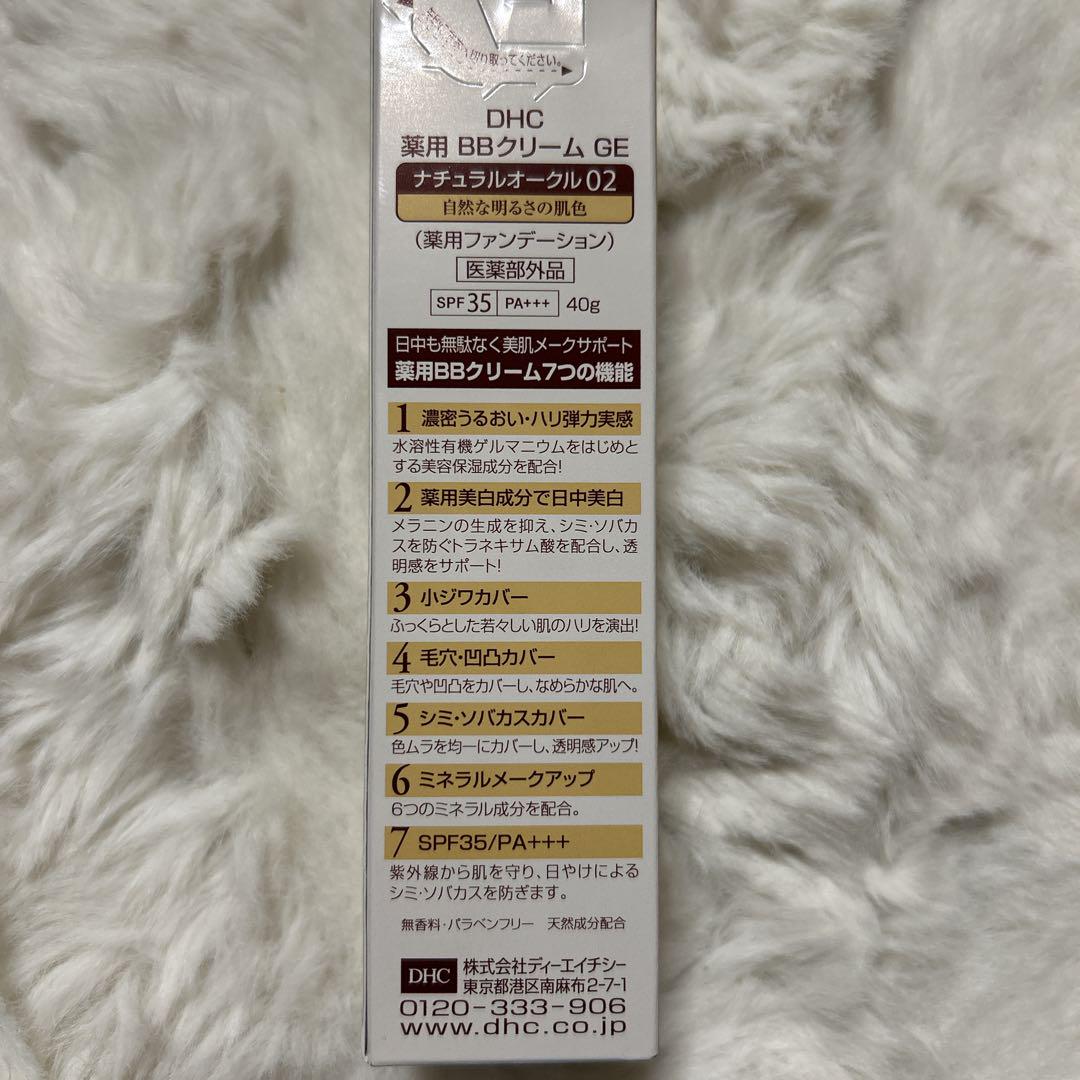 切り取ってください。
DHC
薬用 BBクリーム GE
ナチュラルオークル02
自然な明るさの肌色
(薬用ファンデーション)
医薬部外品
SPF35 PA+++ 40g
日中も無駄なく美肌メークサポート
薬用BBクリーム7つの機能
1 濃密うるおい・ハリ弾力実感
水溶性有機ゲルマニウムをはじめと
する美容保湿成分を配合!
2 薬用美白成分で日中美白
メラニンの生成を抑え、シミ・ソバカ
スを防ぐトラネキサム酸を配合し、透
明感をサポート!
3 小ジワカバー
ふっくらとした若々しい肌のハリを演出!
4 毛穴・凹凸カバー
毛穴や凹凸をカバーし、なめらかな肌へ。
5 シミ・ソバカスカバー
色ムラを均一にカバーし、透明感アップ!
6 ミネラルメークアップ
6つのミネラル成分を配合。
7 SPF35/PA+++
紫外線から肌を守り、日やけによる
シミ・ソバカスを防ぎます。
無香料・パラベンフリー 天然成分配合
DHC 株式会社ディーエイチシー
東京都港区南麻布2-7-1
0120-333-906
www.dhc.co.jp